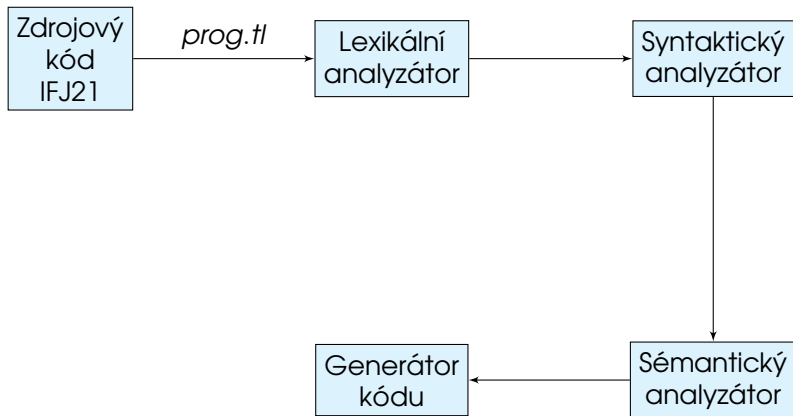 Zdrojový
kód
IFJ21
prog.tl
Lexikální
analyzátor
Syntaktický
analyzátor
Generátor
kódu
Sémantický
analyzátor